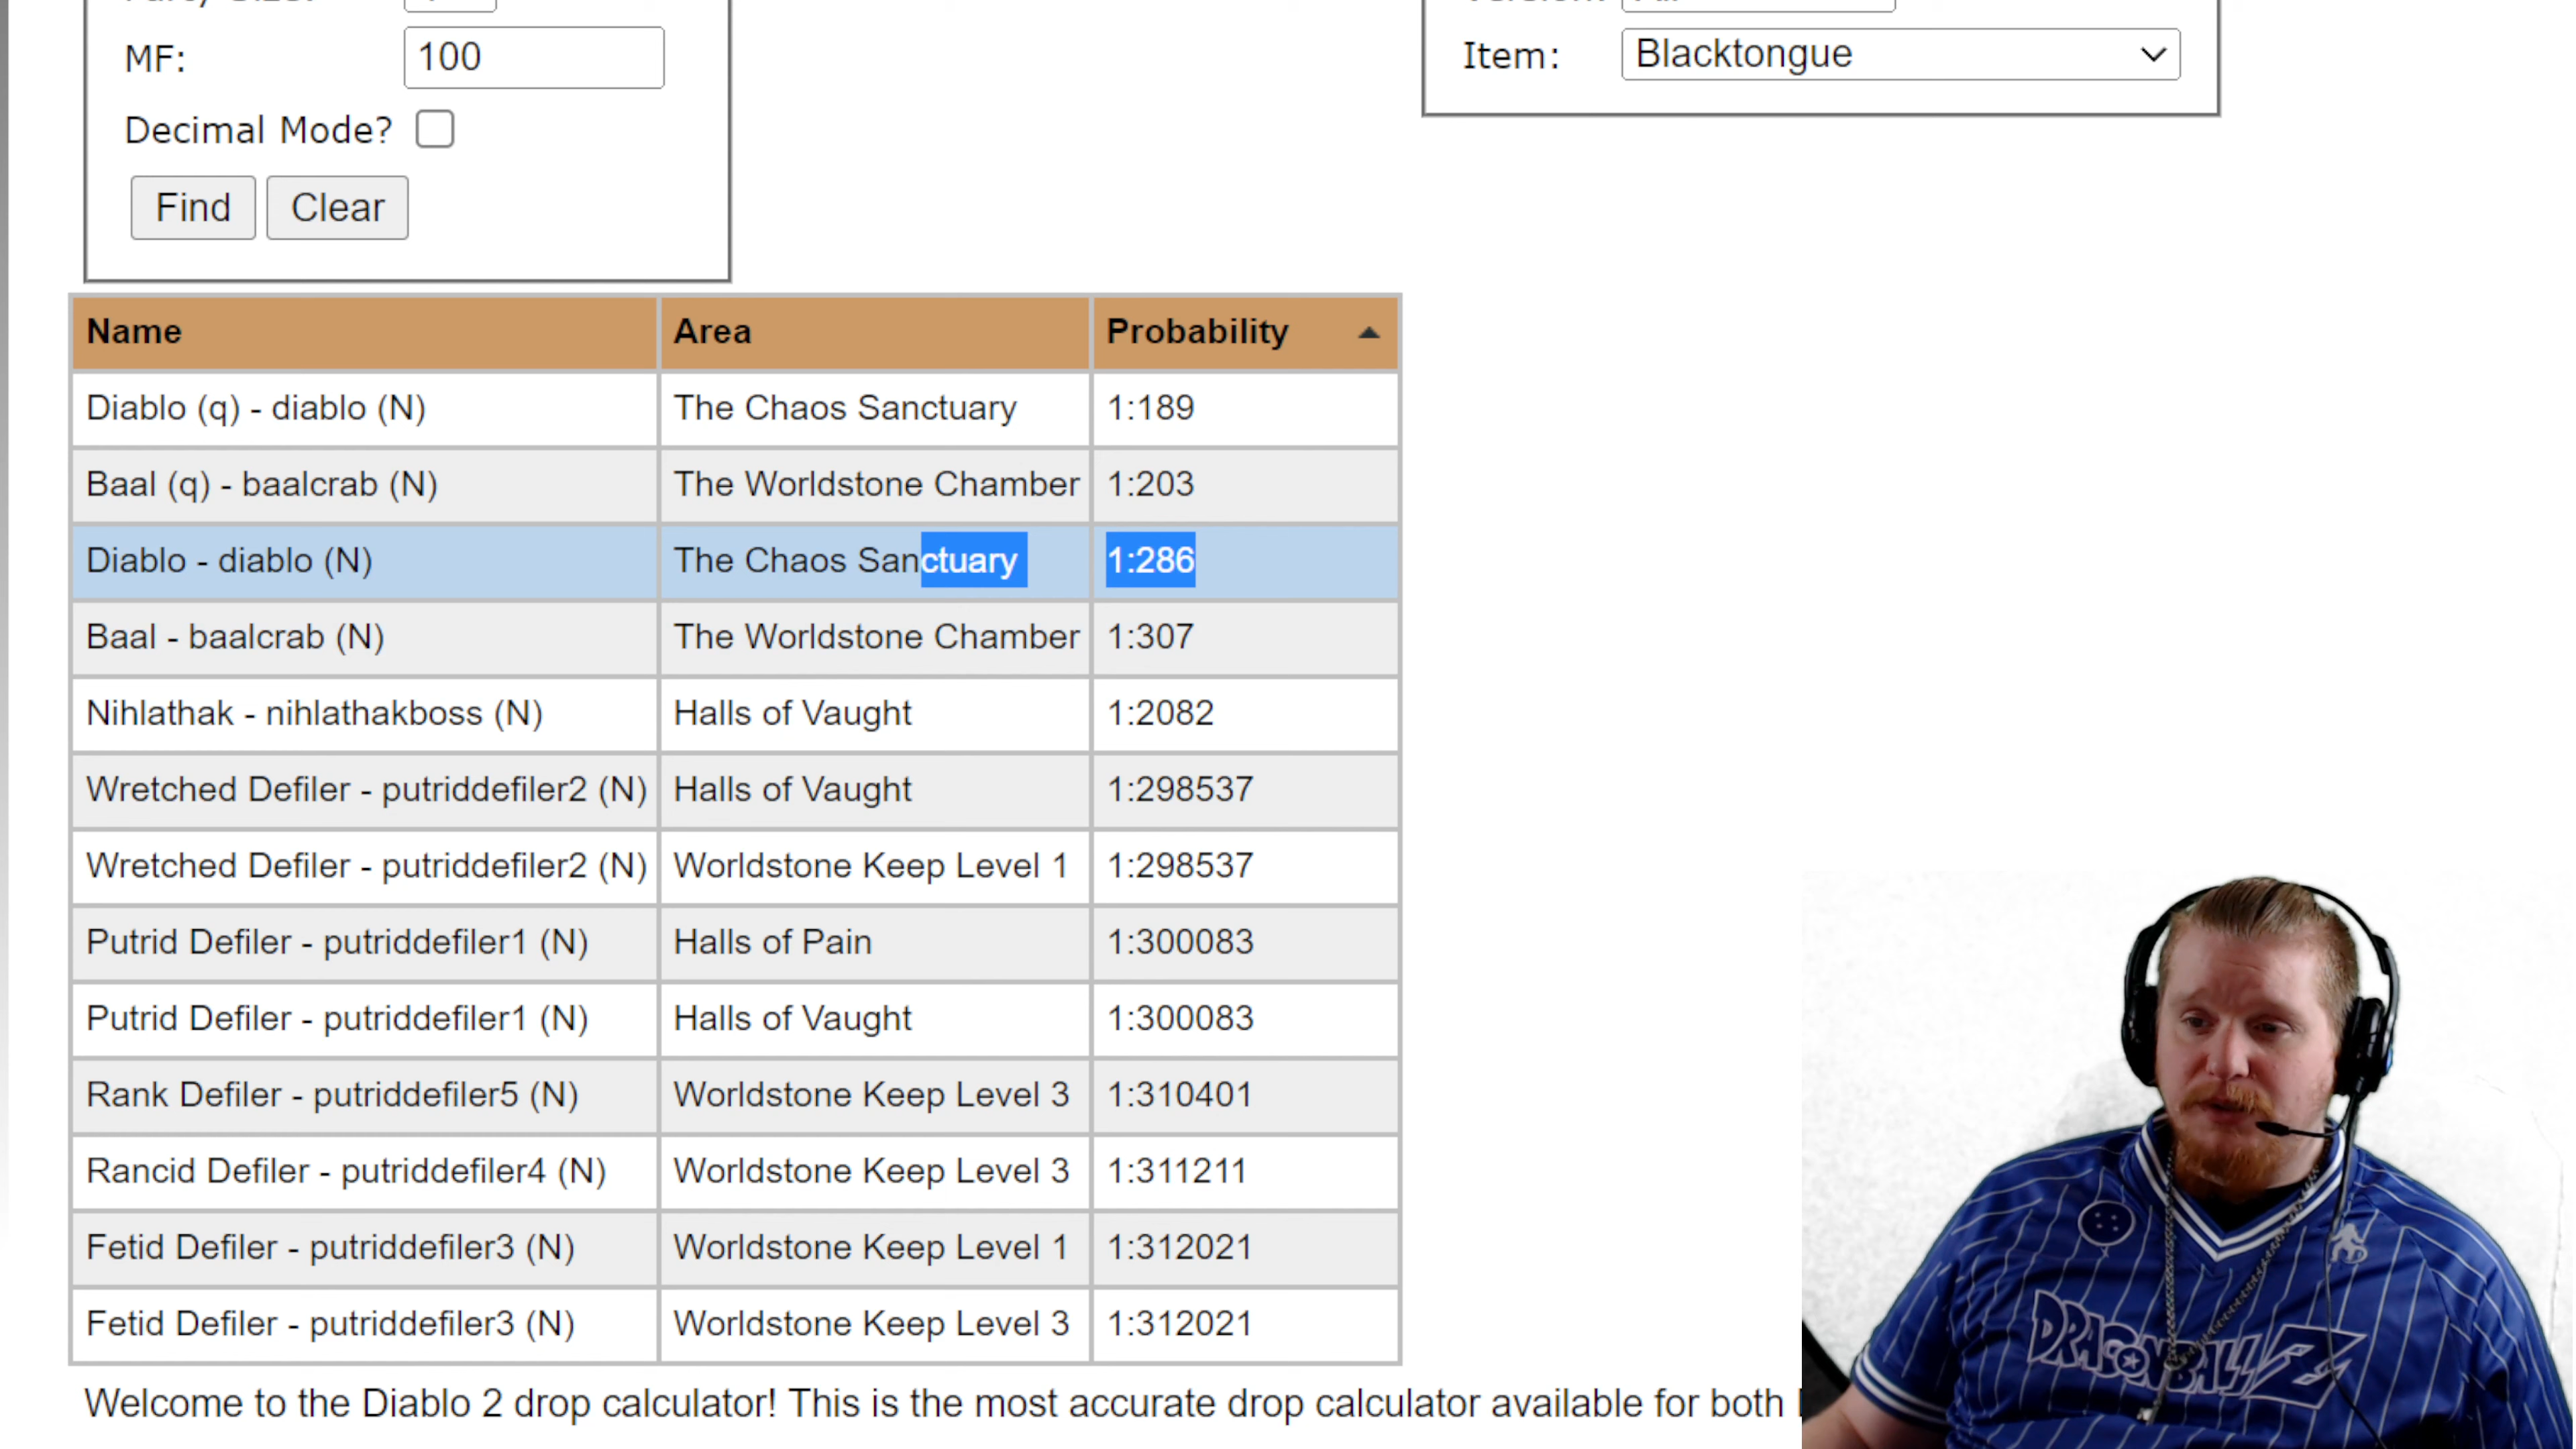 MF: 100
Item: Blacktongue
Decimal Mode?
Find Clear
Name Area Probability
Diablo (q) - diablo (N) The Chaos Sanctuary 1:189
Baal (q) - baalcrab (N) The Worldstone Chamber 1:203
Diablo - diablo (N) The Chaos Sanctuary 1:286
Baal - baalcrab (N) The Worldstone Chamber 1:307
Nihlathak - nihlathakboss (N) Halls of Vaught 1:2082
Wretched Defiler - putriddefiler2 (N) Halls of Vaught 1:298537
Wretched Defiler - putriddefiler2 (N) Worldstone Keep Level 1 1:298537
Putrid Defiler - putriddefiler1 (N) Halls of Pain 1:300083
Putrid Defiler - putriddefiler1 (N) Halls of Vaught 1:300083
Rank Defiler - putriddefiler5 (N) Worldstone Keep Level 3 1:310401
Rancid Defiler - putriddefiler4 (N) Worldstone Keep Level 3 1:311211
Fetid Defiler - putriddefiler3 (N) Worldstone Keep Level 1 1:312021
Fetid Defiler - putriddefiler3 (N) Worldstone Keep Level 3 1:312021
Welcome to the Diablo 2 drop calculator! This is the most accurate drop calculator available for both
DRAGONBALL Z